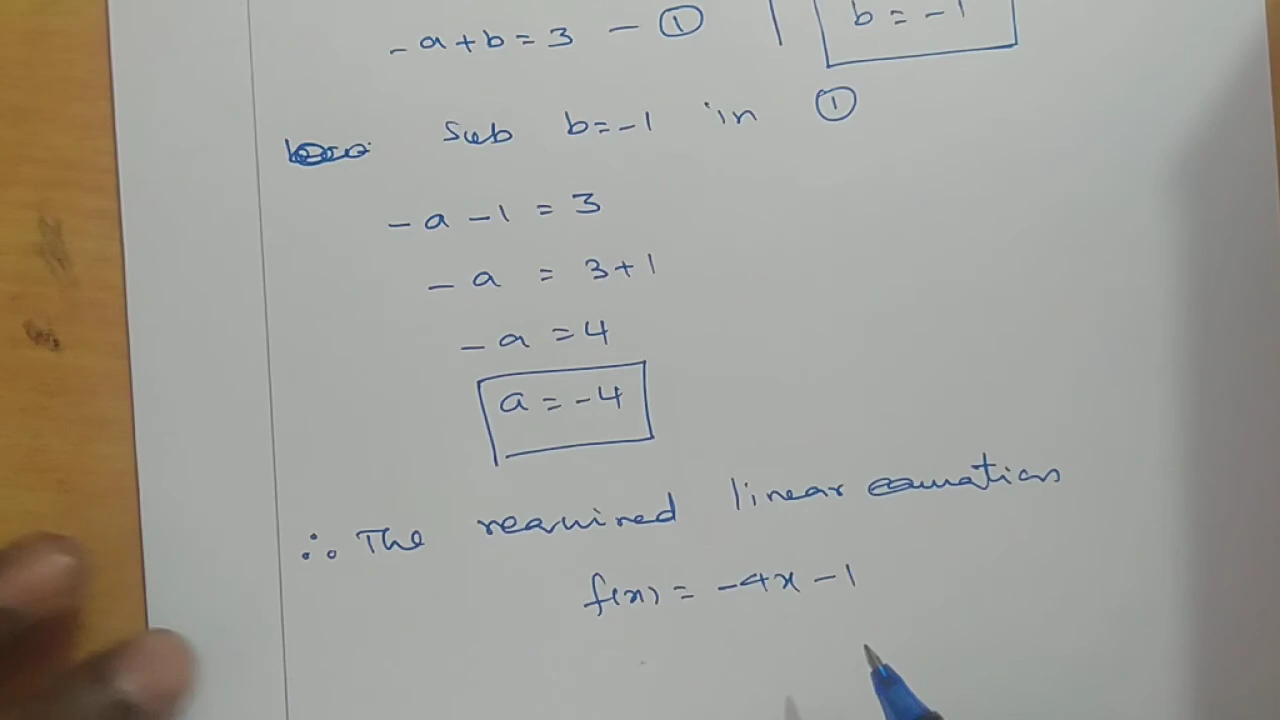 -a+b=3 — ① | b=-1
Sub b=-1 in ①
-a-1=3
-a = 3+1
-a=4
a=-4
∴ The required linear equation
f(x) = -4x-1